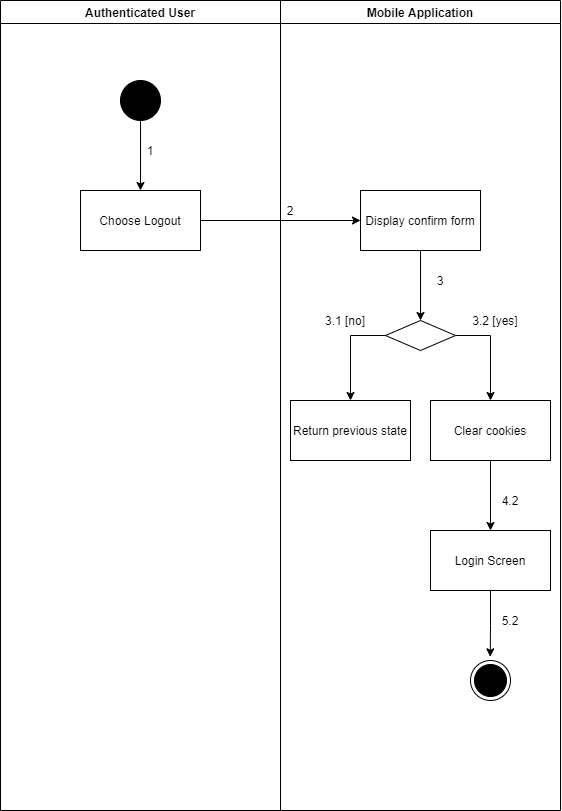 Authenticated User
Mobile Application
1
Choose Logout
2
Display confirm form
3
3.1 [no]
3.2 [yes]
Return previous state
Clear cookies
4.2
Login Screen
5.2